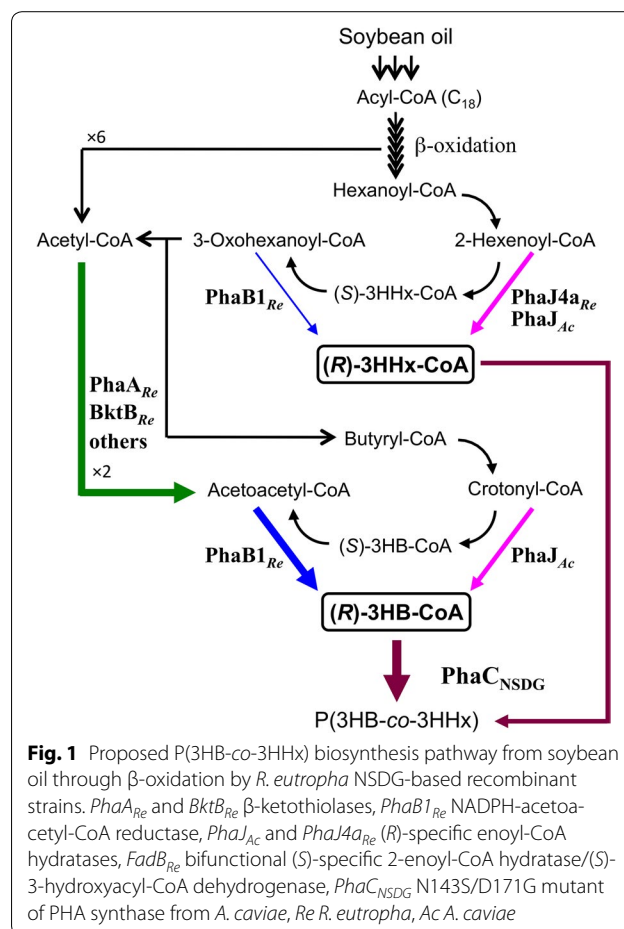 Soybean oil
Acyl-CoA (C18)
×6
β-oxidation
Hexanoyl-CoA
Acetyl-CoA
3-Oxohexanoyl-CoA
2-Hexenoyl-CoA
PhaB1Re
(S)-3HHx-CoA
PhaJ4aRe
PhaJAc
(R)-3HHx-CoA
PhaARe
BktBRe
others
×2
Butyryl-CoA
Acetoacetyl-CoA
Crotonyl-CoA
PhaB1Re
(S)-3HB-CoA
PhaJAc
(R)-3HB-CoA
PhaCNSDG
P(3HB-co-3HHx)
Fig. 1 Proposed P(3HB-co-3HHx) biosynthesis pathway from soybean
oil through β-oxidation by R. eutropha NSDG-based recombinant
strains. PhaARe and BktBRe β-ketothiolases, PhaB1Re NADPH-acetoa-
cetyl-CoA reductase, PhaJAc and PhaJ4aRe (R)-specific enoyl-CoA
hydratases, FadBRe bifunctional (S)-specific 2-enoyl-CoA hydratase/(S)-
3-hydroxyacyl-CoA dehydrogenase, PhaCNSDG N143S/D171G mutant
of PHA synthase from A. caviae, Re R. eutropha, Ac A. caviae